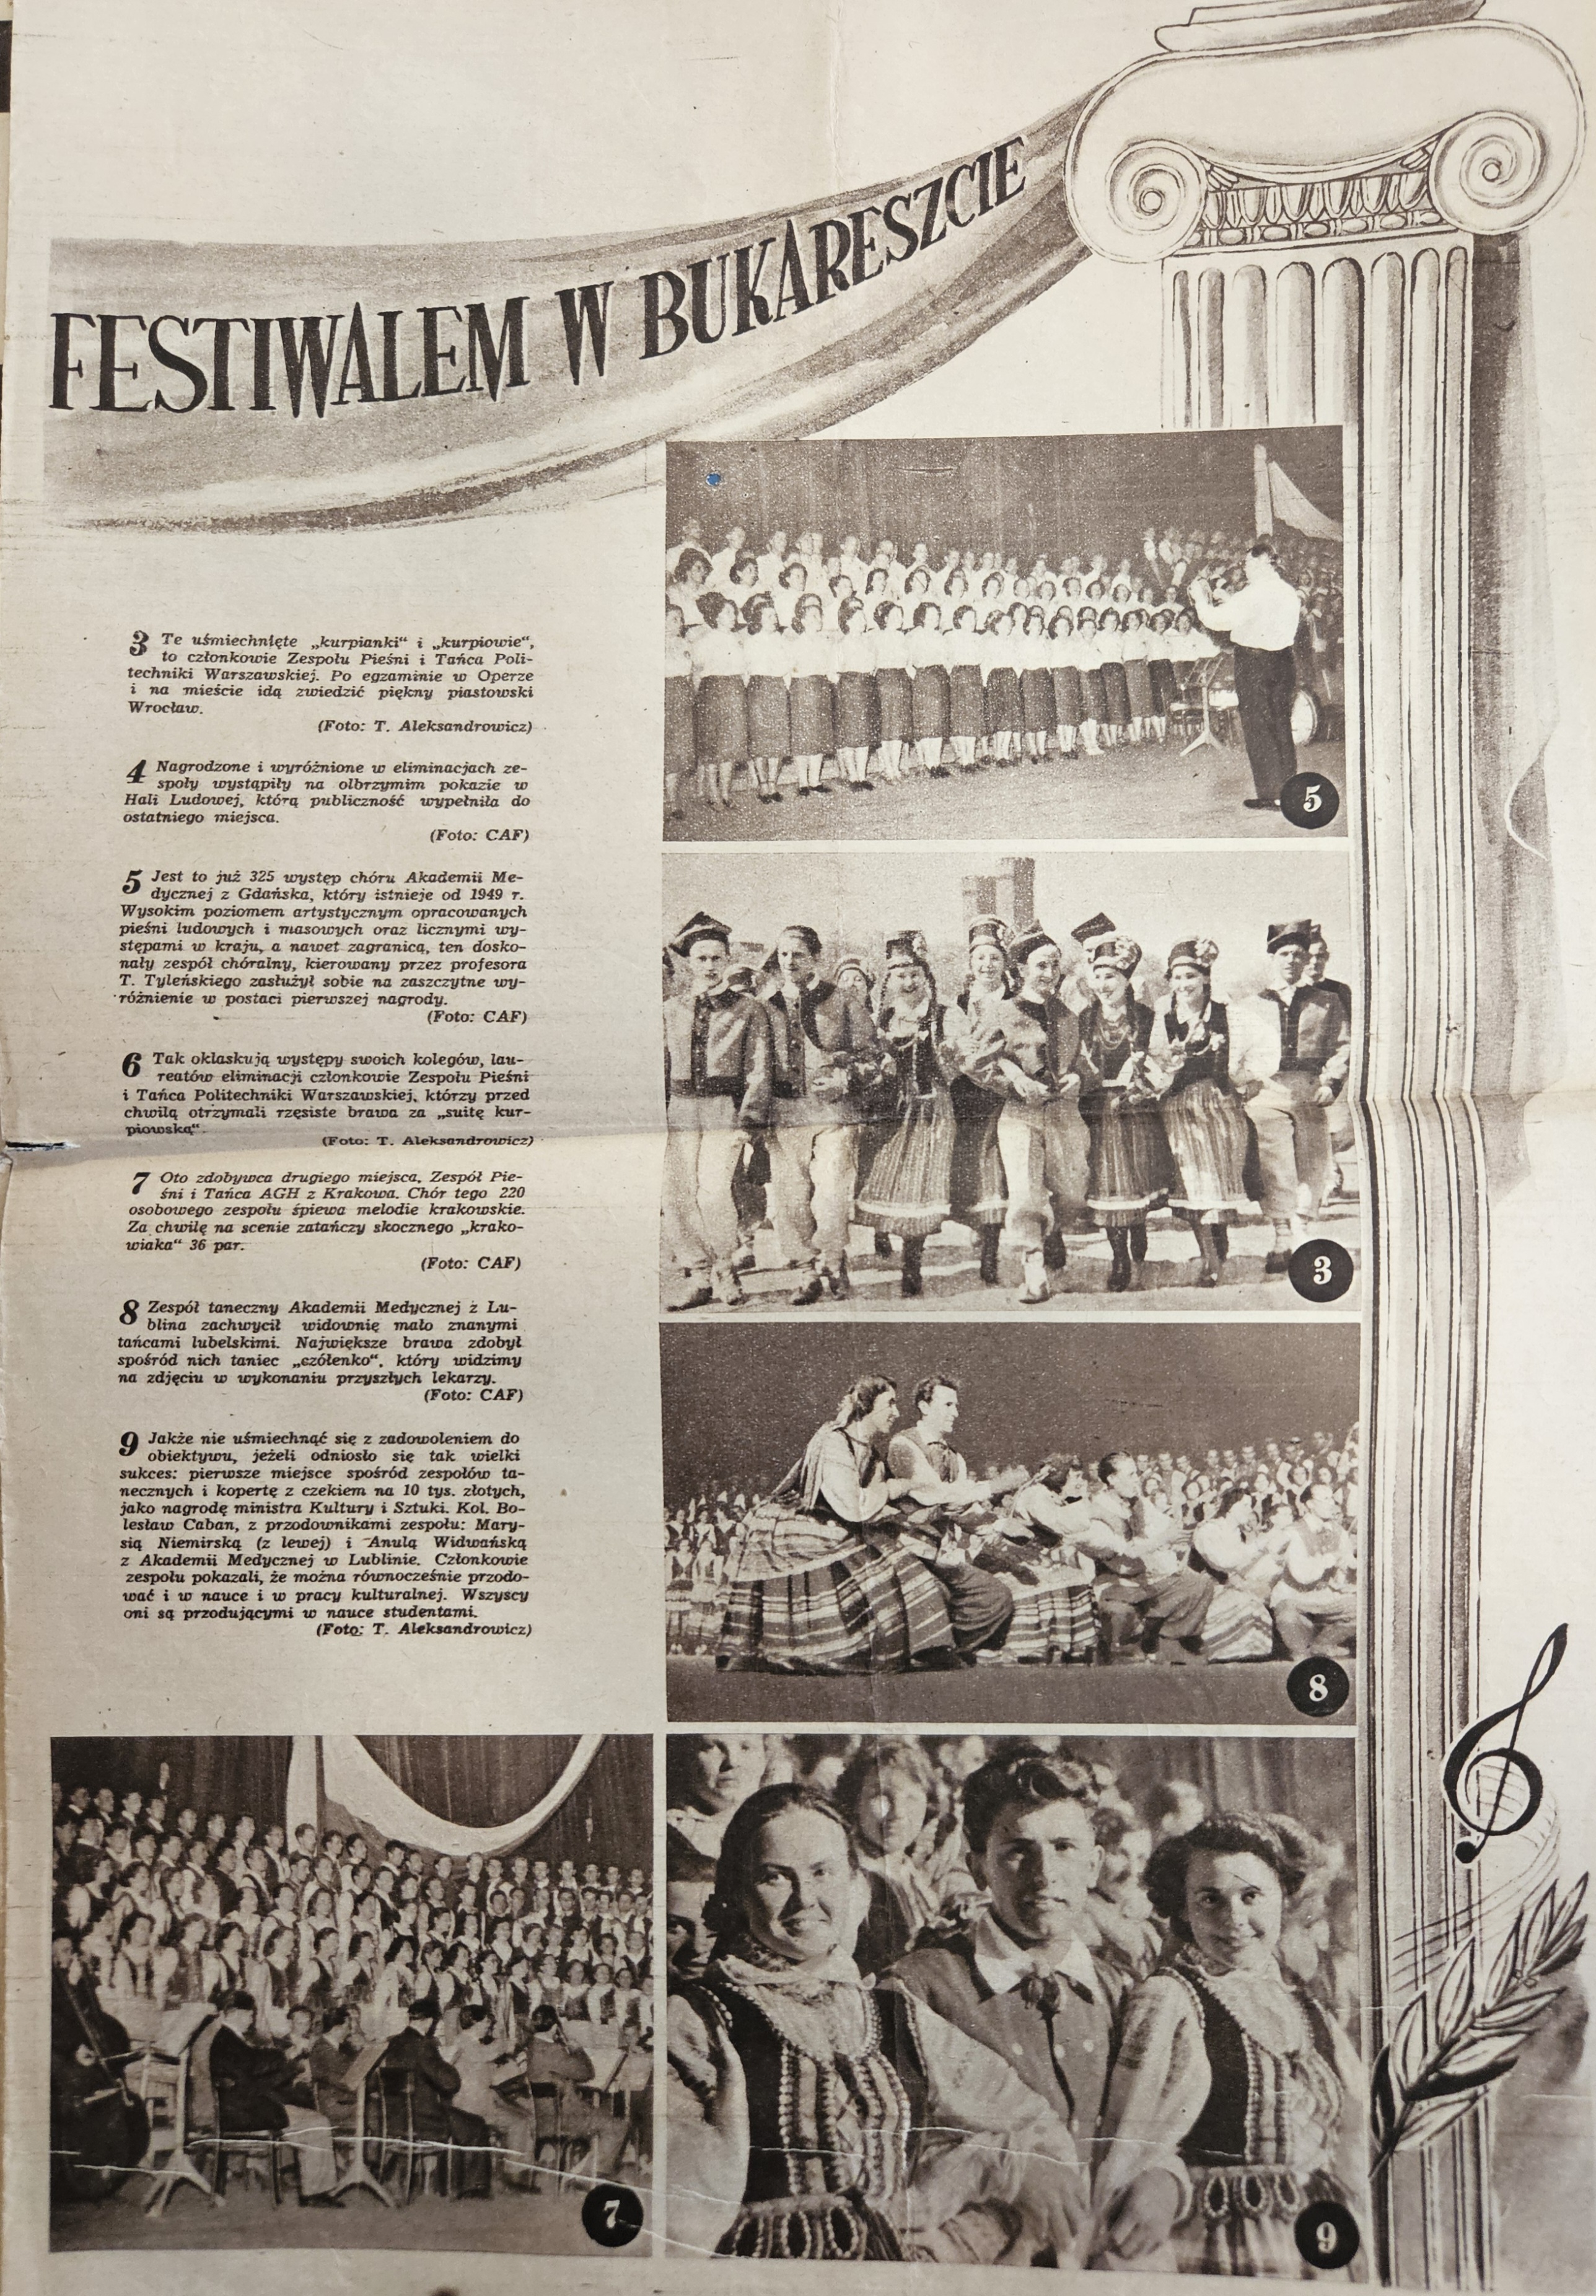 FESTIWALEM W BUKARESZCIE
3 Te uśmiechnięte „kurpianki“ i „kurpiowie“,
to członkowie Zespołu Pieśni i Tańca Poli-
techniki Warszawskiej. Po egzaminie w Operze
i na mieście idą zwiedzić piękny piastowski
Wrocław.
(Foto: T. Aleksandrowicz)
4 Nagrodzone i wyróżnione w eliminacjach ze-
społy wystąpiły na olbrzymim pokazie w
Hali Ludowej, którą publiczność wypełniła do
ostatniego miejsca.
(Foto: CAF)
5 Jest to już 325 występ chóru Akademii Me-
dycznej z Gdańska, który istnieje od 1949 r.
Wysokim poziomem artystycznym opracowanych
pieśni ludowych i masowych oraz licznymi wy-
stępami w kraju, a nawet zagranicą, ten dosko-
nały zespół chóralny, kierowany przez profesora
T. Tyleńskiego zasłużył sobie na zaszczytne wy-
różnienie w postaci pierwszej nagrody.
(Foto: CAF)
6 Tak oklaskują występy swoich kolegów, lau-
reatów eliminacji członkowie Zespołu Pieśni
i Tańca Politechniki Warszawskiej, którzy przed
chwilą otrzymali rzęsiste brawa za „suitę kur-
piowską“.
(Foto: T. Aleksandrowicz)
7 Oto zdobywca drugiego miejsca, Zespół Pie-
śni i Tańca AGH z Krakowa. Chór tego 220
osobowego zespołu śpiewa melodie krakowskie.
Za chwilę na scenie zatańczy skocznego „krako-
wiaka“ 36 par.
(Foto: CAF)
8 Zespół taneczny Akademii Medycznej z Lu-
blina zachwycił widownię mało znanymi
tańcami lubelskimi. Największe brawa zdobył
spośród nich taniec „czółenko“, który widzimy
na zdjęciu w wykonaniu przyszłych lekarzy.
(Foto: CAF)
9 Jakże nie uśmiechnąć się z zadowoleniem do
obiektywu, jeżeli odniosło się tak wielki
sukces: pierwsze miejsce spośród zespołów ta-
necznych i kopertę z czekiem na 10 tys. złotych,
jako nagrodę ministra Kultury i Sztuki. Kol. Bo-
lesław Caban, z przodownikami zespołu: Mary-
sią Niemirską (z lewej) i Anulą Widwańską
z Akademii Medycznej w Lublinie. Członkowie
zespołu pokazali, że można równocześnie przodo-
wać i w nauce i w pracy kulturalnej. Wszyscy
oni są przodującymi w nauce studentami.
(Foto: T. Aleksandrowicz)
5
3
8
7
9